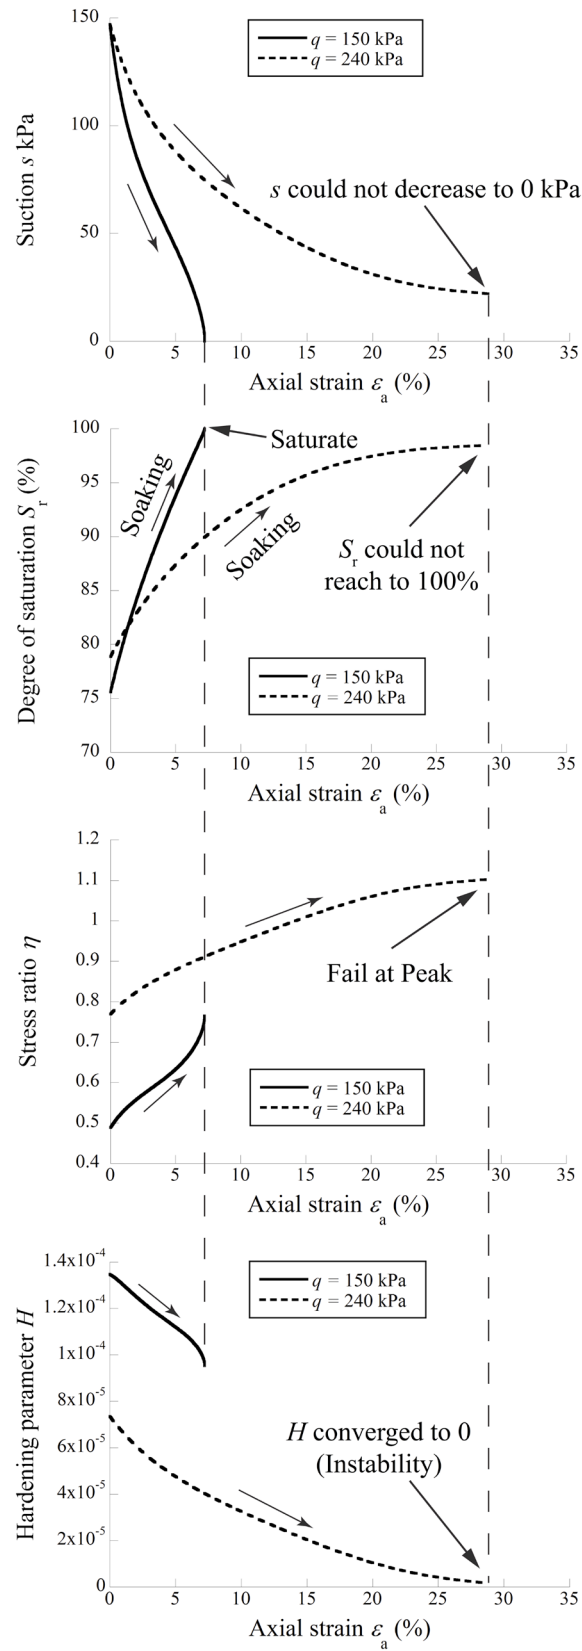 150
100
50
0
Suction s kPa
q = 150 kPa
q = 240 kPa
s could not decrease to 0 kPa
0 5 10 15 20 25 30 35
Axial strain εa (%)
100
95
90
85
80
75
70
Degree of saturation Sr (%)
Soaking
Saturate
Soaking
Sr could not
reach to 100%
q = 150 kPa
q = 240 kPa
0 5 10 15 20 25 30 35
Axial strain εa (%)
1.2
1.1
1
0.9
0.8
0.7
0.6
0.5
0.4
Stress ratio η
Fail at Peak
q = 150 kPa
q = 240 kPa
0 5 10 15 20 25 30 35
Axial strain εa (%)
1.4x10-4
1.2x10-4
1x10-4
8x10-5
6x10-5
4x10-5
2x10-5
0
Hardening parameter H
q = 150 kPa
q = 240 kPa
H converged to 0
(Instability)
0 5 10 15 20 25 30 35
Axial strain εa (%)